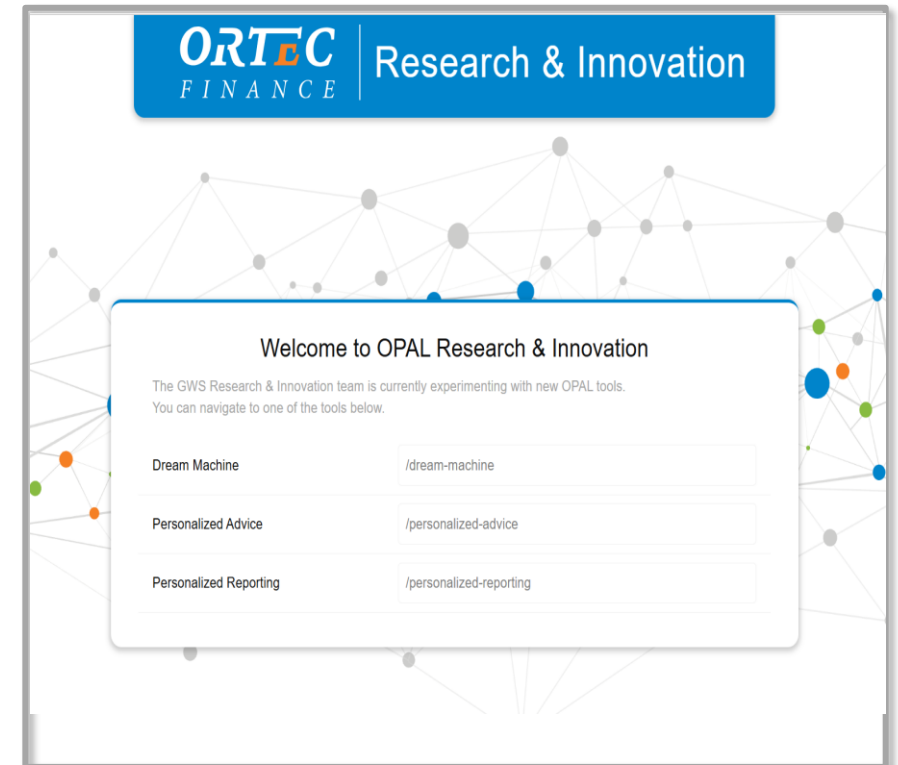 ORTEC
FINANCE
Research & Innovation
Welcome to OPAL Research & Innovation
The GWS Research & Innovation team is currently experimenting with new OPAL tools.
You can navigate to one of the tools below.
Dream Machine /dream-machine
Personalized Advice /personalized-advice
Personalized Reporting /personalized-reporting